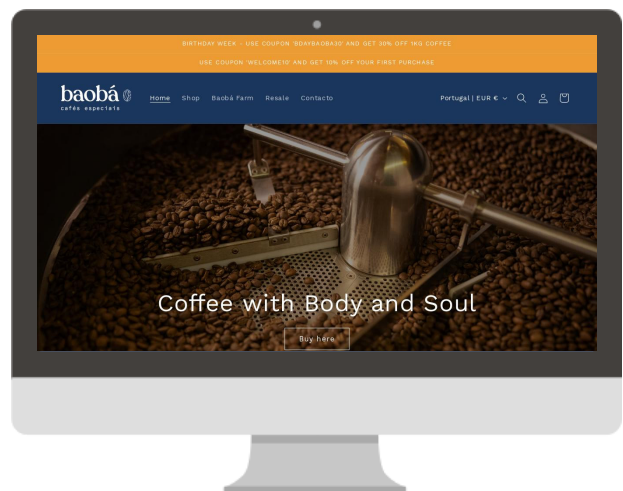 BIRTHDAY WEEK - USE COUPON 'BDAYBAOBA30' AND GET 30% OFF 1KG COFFEE
USE COUPON 'WELCOME10' AND GET 10% OFF YOUR FIRST PURCHASE
baobá
cafés especiais
Home Shop Baobá Farm Resale Contacto Portugal | EUR €
Coffee with Body and Soul
Buy here